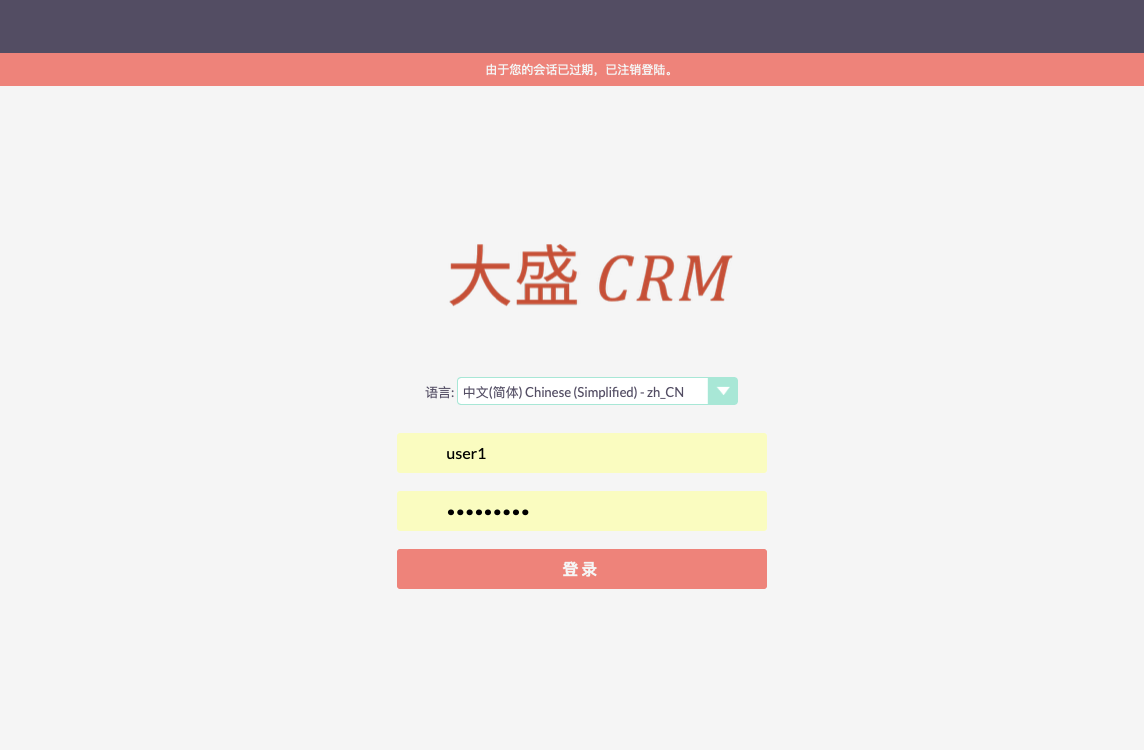 由于您的会话已过期，已注销登陆。
大盛 CRM
语言: 中文(简体) Chinese (Simplified) - zh_CN
user1
•••••••••
登录